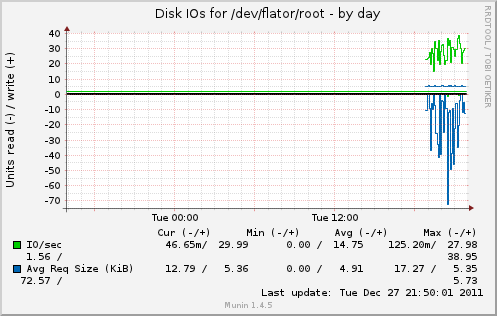 Disk IOs for /dev/flator/root - by day
RRDTOOL / TOBI OETIKER
Units read (-) / write (+)
40
30
20
10
0
-10
-20
-30
-40
-50
-60
-70
Tue 00:00
Tue 12:00
Cur (-/+) Min (-/+) Avg (-/+) Max (-/+)
IO/sec 46.65m/ 29.99 0.00 / 14.75 125.20m/ 27.98
1.56 / 38.95
Avg Req Size (KiB) 12.79 / 5.36 0.00 / 4.91 17.27 / 5.35
72.57 / 5.73
Last update: Tue Dec 27 21:50:01 2011
Munin 1.4.5